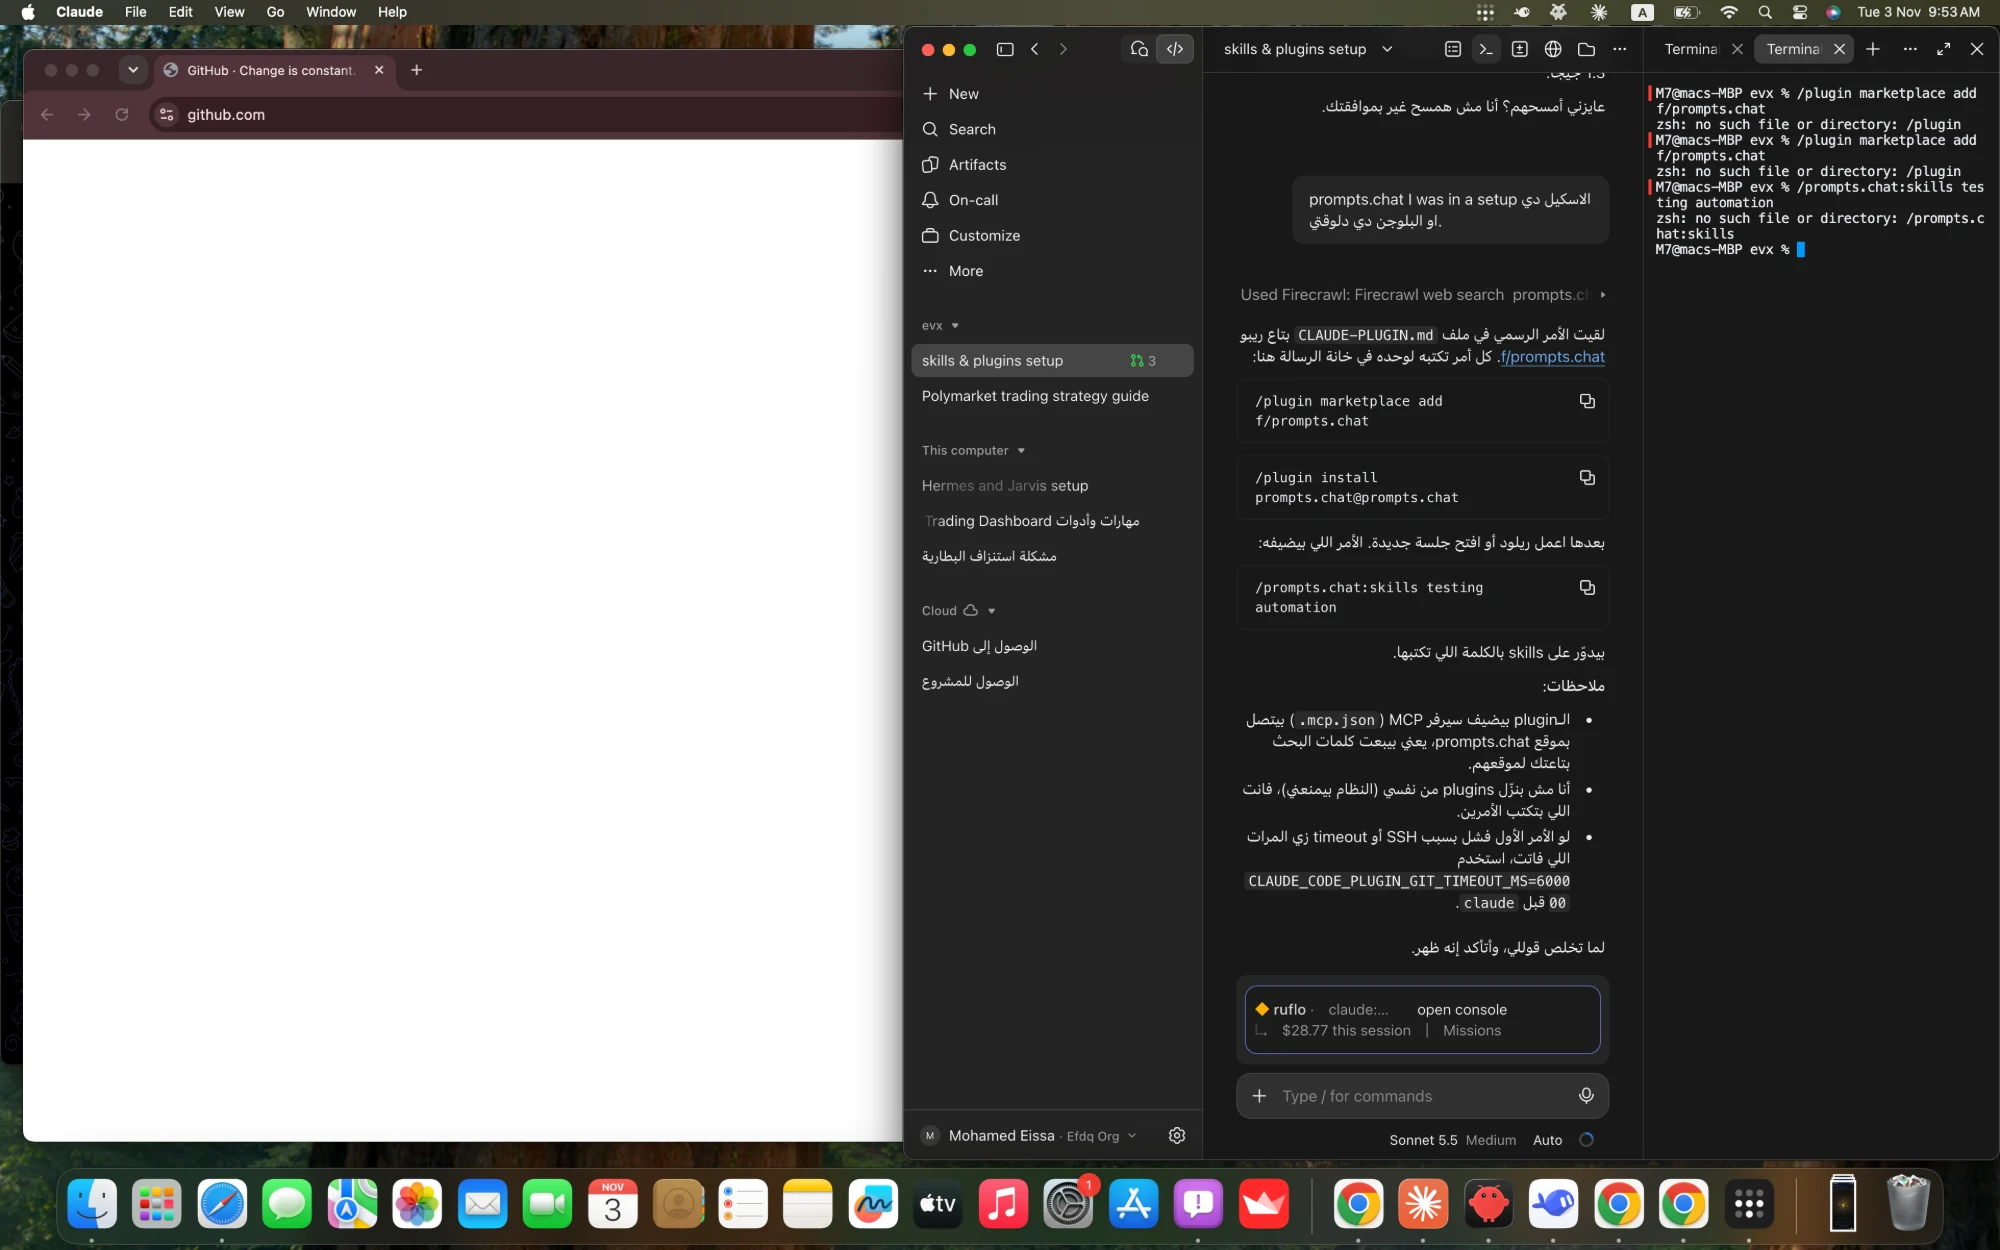 Claude File Edit View Go Window Help
A
Tue 3 Nov 9:53 AM
GitHub · Change is constant.
github.com
skills & plugins setup
New
Search
Artifacts
On-call
Customize
More
evx
skills & plugins setup 3
Polymarket trading strategy guide
This computer
Hermes and Jarvis setup
مهارات وأدوات Trading Dashboard
مشكلة استنزاف البطارية
Cloud
الوصول إلى GitHub
الوصول للمشروع
M Mohamed Eissa · Efdq Org
1.3 جيجا.
عايزني أمسحهم؟ أنا مش همسح غير بموافقتك.
prompts.chat I was in a setup الاسكيل دي
او البلوجن دي دلوقتي.
Used Firecrawl: Firecrawl web search prompts.ch
لقيت الأمر الرسمي في ملف CLAUDE-PLUGIN.md بتاع ريبو
f/prompts.chat. كل أمر تكتبه لوحده في خانة الرسالة هنا:
/plugin marketplace add
f/prompts.chat
/plugin install
prompts.chat@prompts.chat
بعدها اعمل ريلود أو افتح جلسة جديدة. الأمر اللي بيضيفه:
/prompts.chat:skills testing
automation
بيدوّر على skills بالكلمة اللي تكتبها.
ملاحظات:
• الـplugin بيضيف سيرفر MCP (.mcp.json) بيتصل
بموقع prompts.chat، يعني بيبعت كلمات البحث
بتاعتك لموقعهم.
• أنا مش بنزّل plugins من نفسي (النظام بيمنعني)، فانت
اللي بتكتب الأمرين.
• لو الأمر الأول فشل بسبب SSH أو timeout زي المرات
اللي فاتت، استخدم
CLAUDE_CODE_PLUGIN_GIT_TIMEOUT_MS=6000
00 قبل claude.
لما تخلص قوللي، وأتأكد إنه ظهر.
ruflo · claude:... open console
$28.77 this session | Missions
Type / for commands
Sonnet 5.5 Medium Auto
Terminal Terminal
M7@macs-MBP evx % /plugin marketplace add
f/prompts.chat
zsh: no such file or directory: /plugin
M7@macs-MBP evx % /plugin marketplace add
f/prompts.chat
zsh: no such file or directory: /plugin
M7@macs-MBP evx % /prompts.chat:skills tes
ting automation
zsh: no such file or directory: /prompts.c
hat:skills
M7@macs-MBP evx %
NOV
3
tv
1